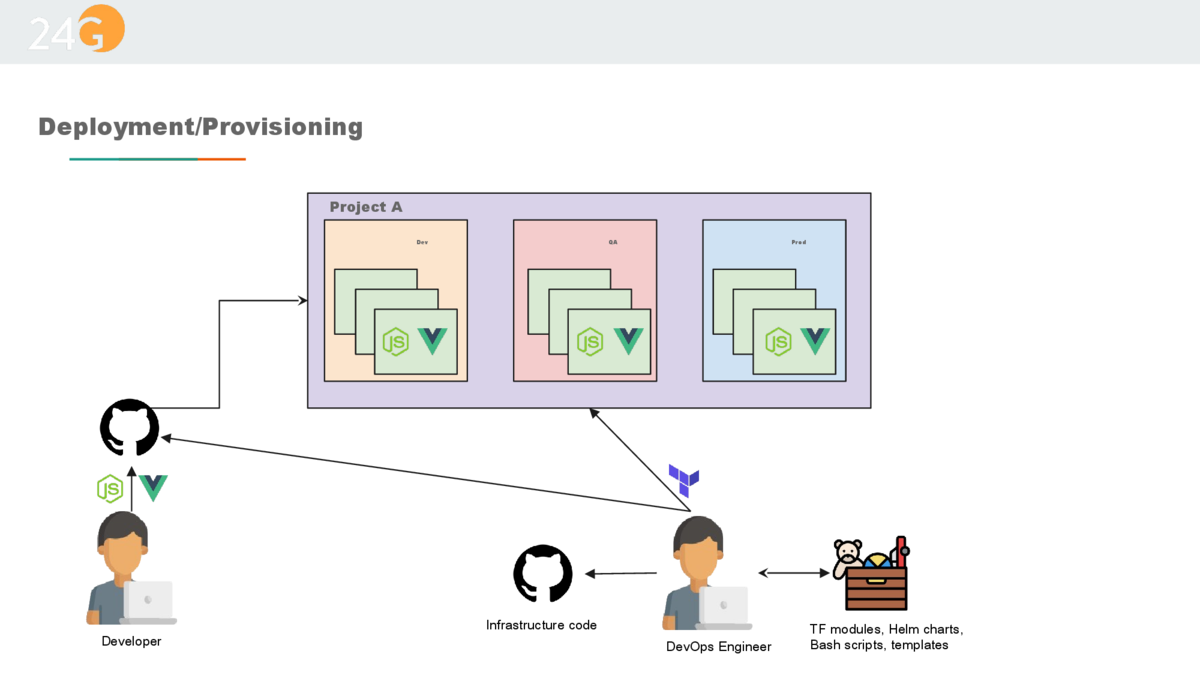 24G
Deployment/Provisioning
Project A
Dev
QA
Prod
JS
JS
JS
JS
Developer
Infrastructure code
DevOps Engineer
TF modules, Helm charts,
Bash scripts, templates